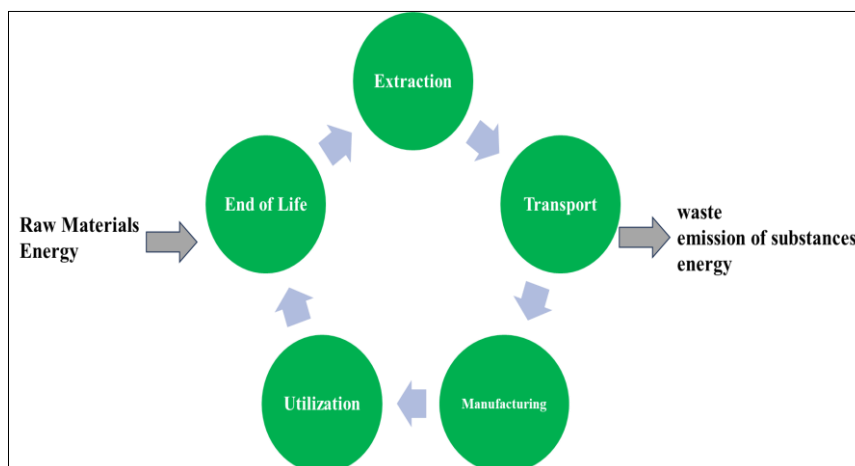 Extraction
End of Life
Transport
Raw Materials
Energy
waste
emission of substances
energy
Utilization
Manufacturing